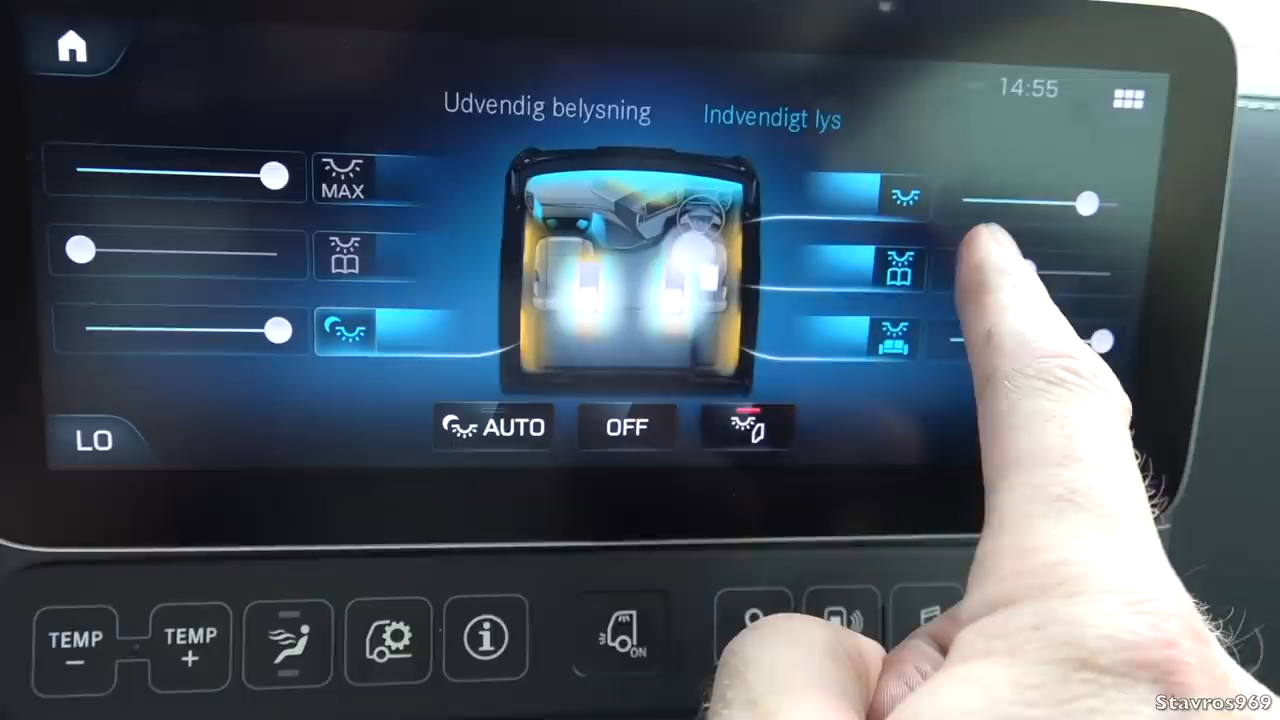 14:55
Udvendig belysning
Indvendigt lys
MAX
LO
AUTO
OFF
TEMP
−
TEMP
+
ON
Stavros969